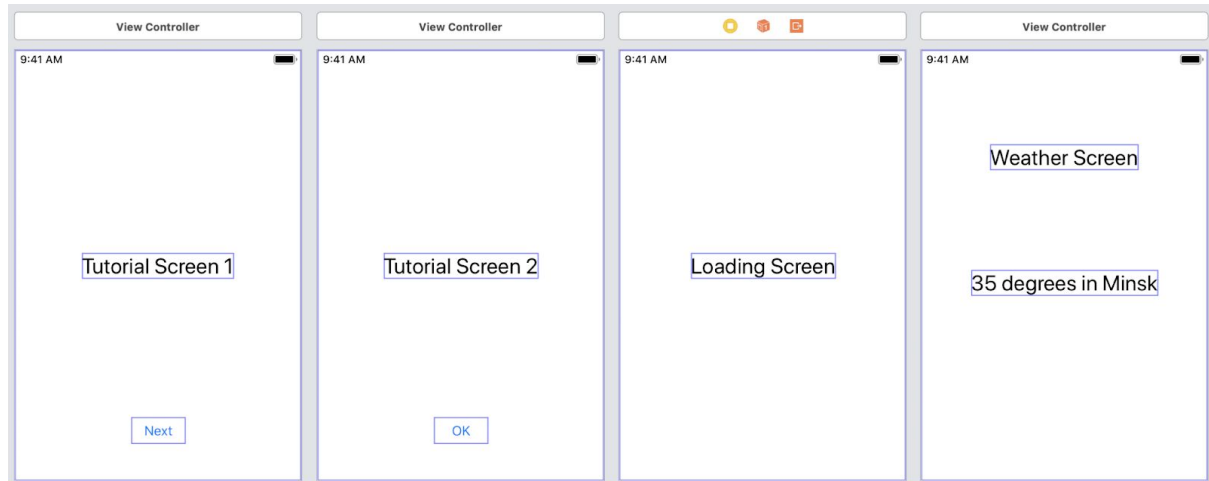 View Controller
View Controller
View Controller
9:41 AM
9:41 AM
9:41 AM
9:41 AM
Tutorial Screen 1
Next
Tutorial Screen 2
OK
Loading Screen
Weather Screen
35 degrees in Minsk